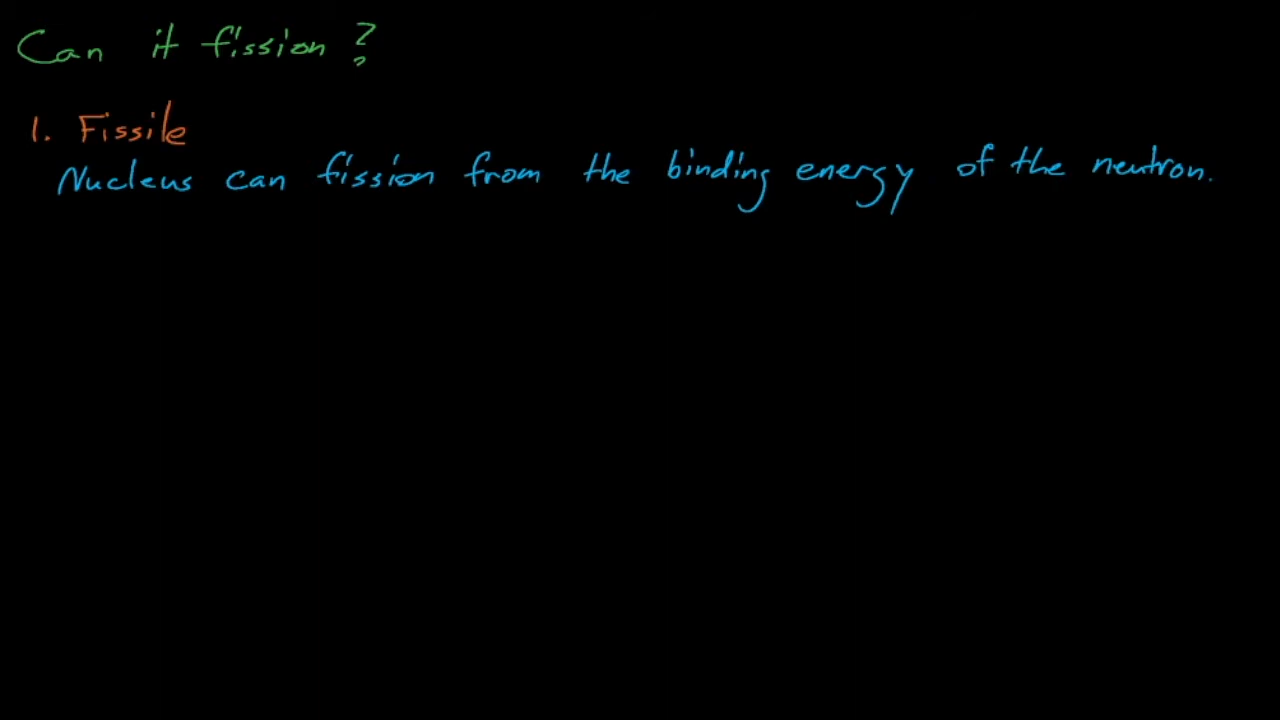 Can it fission?
1. Fissile
Nucleus can fission from the binding energy of the neutron.